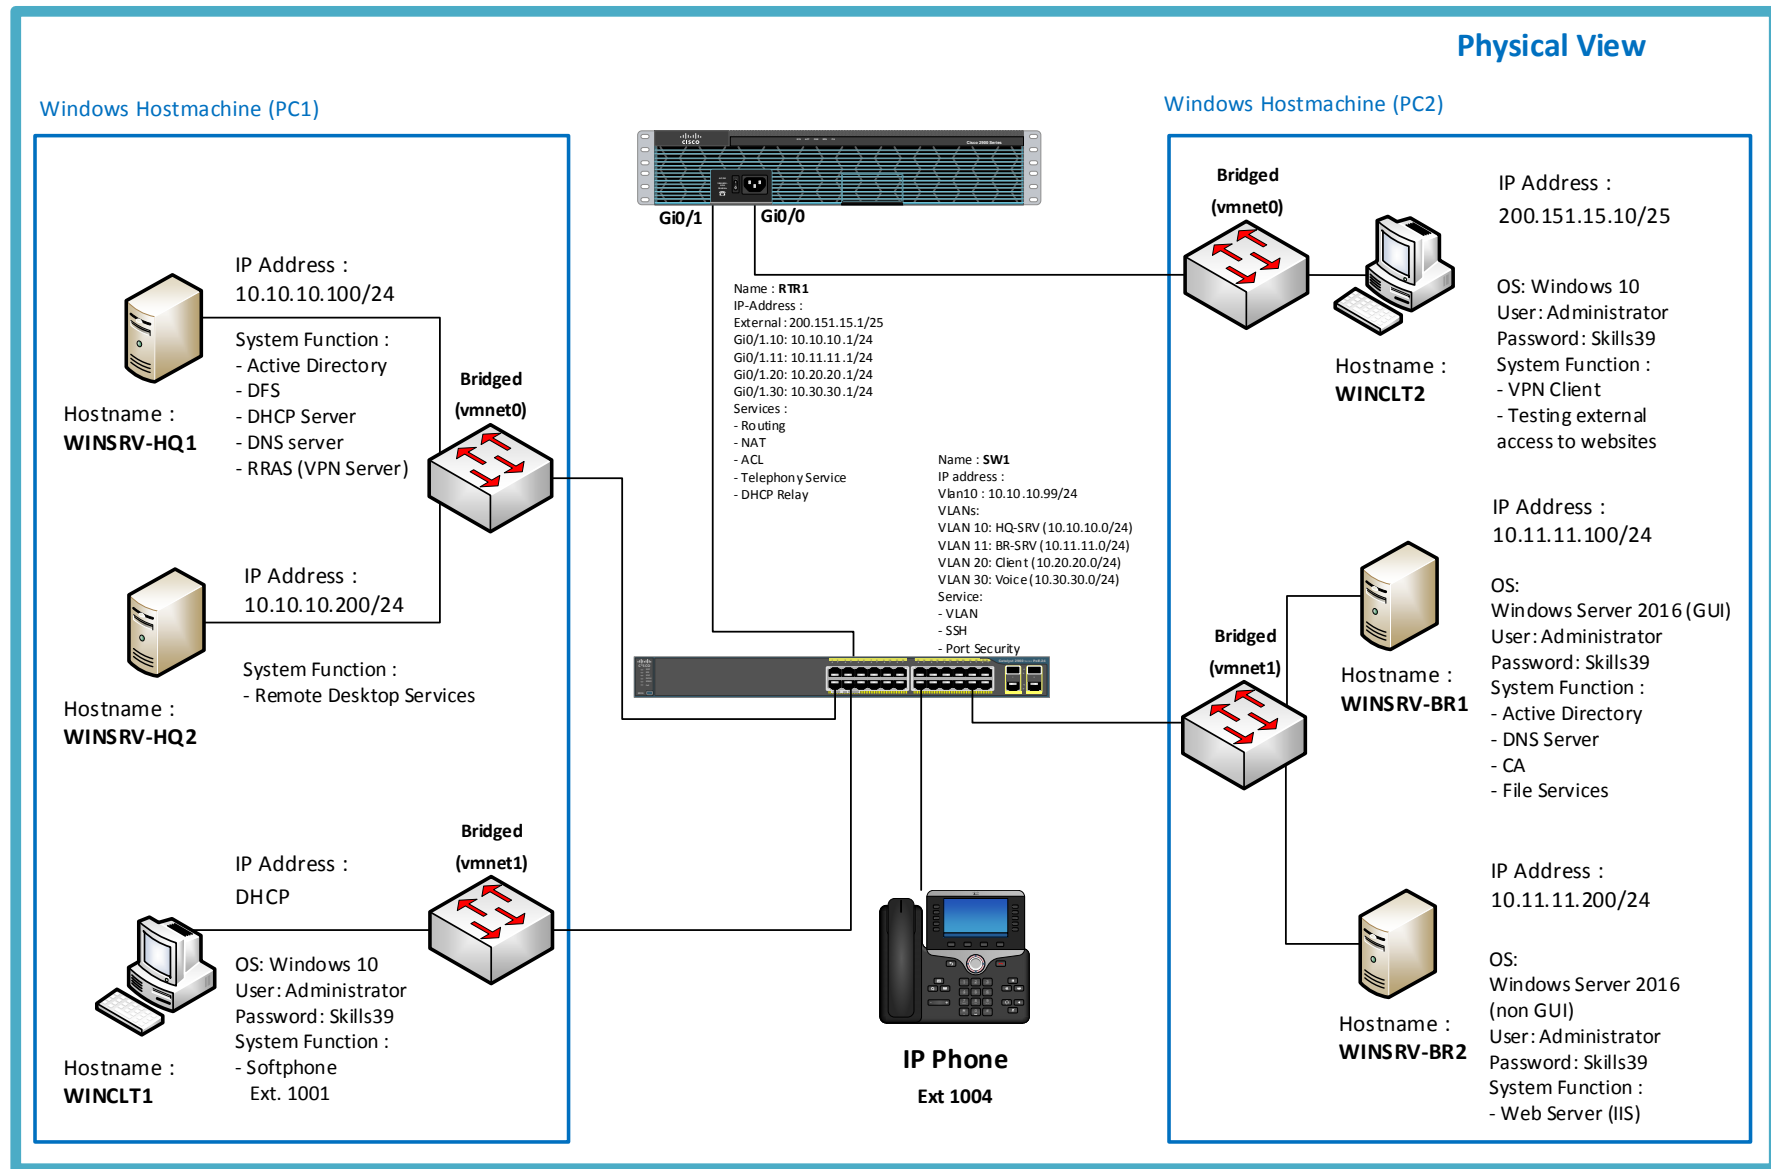 Physical View
Windows Hostmachine (PC1)
IP Address :
10.10.10.100/24
System Function :
- Active Directory
- DFS
- DHCP Server
- DNS server
- RRAS (VPN Server)
Hostname :
WINSRV-HQ1
Bridged
(vmnet0)
IP Address :
10.10.10.200/24
System Function :
- Remote Desktop Services
Hostname :
WINSRV-HQ2
Bridged
(vmnet1)
IP Address :
DHCP
OS: Windows 10
User: Administrator
Password: Skills39
System Function :
- Softphone
Ext. 1001
Hostname :
WINCLT1
CISCO
Cisco 2900 Series
Gi0/1
Gi0/0
Name : RTR1
IP-Address :
External : 200.151.15.1/25
Gi0/1.10: 10.10.10.1/24
Gi0/1.11: 10.11.11.1/24
Gi0/1.20: 10.20.20.1/24
Gi0/1.30: 10.30.30.1/24
Services :
- Routing
- NAT
- ACL
- Telephony Service
- DHCP Relay
Name : SW1
IP address :
Vlan10 : 10.10.10.99/24
VLANs:
VLAN 10: HQ-SRV (10.10.10.0/24)
VLAN 11: BR-SRV (10.11.11.0/24)
VLAN 20: Client (10.20.20.0/24)
VLAN 30: Voice (10.30.30.0/24)
Service:
- VLAN
- SSH
- Port Security
IP Phone
Ext 1004
Windows Hostmachine (PC2)
Bridged
(vmnet0)
IP Address :
200.151.15.10/25
OS: Windows 10
User: Administrator
Password: Skills39
System Function :
- VPN Client
- Testing external
access to websites
Hostname :
WINCLT2
Bridged
(vmnet1)
IP Address :
10.11.11.100/24
OS:
Windows Server 2016 (GUI)
User: Administrator
Password: Skills39
System Function :
- Active Directory
- DNS Server
- CA
- File Services
Hostname :
WINSRV-BR1
IP Address :
10.11.11.200/24
OS:
Windows Server 2016
(non GUI)
User: Administrator
Password: Skills39
System Function :
- Web Server (IIS)
Hostname :
WINSRV-BR2